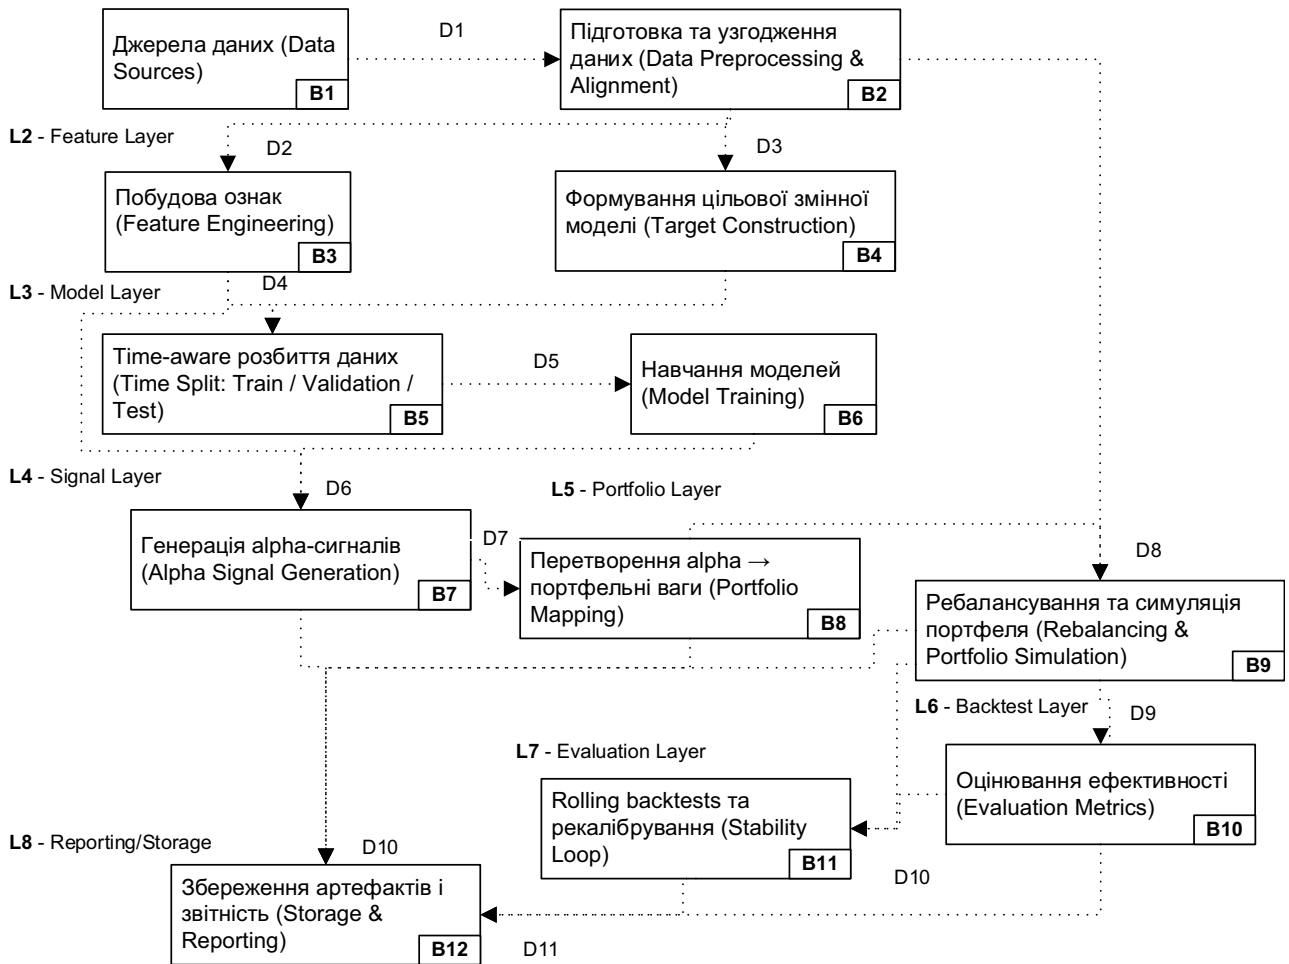 Джерела даних (Data
Sources)
B1
D1
Підготовка та узгодження
даних (Data Preprocessing &
Alignment)
B2
L2 - Feature Layer
D2
D3
Побудова ознак
(Feature Engineering)
B3
Формування цільової змінної
моделі (Target Construction)
B4
L3 - Model Layer
D4
Time-aware розбиття даних
(Time Split: Train / Validation /
Test)
B5
D5
Навчання моделей
(Model Training)
B6
L4 - Signal Layer
D6
L5 - Portfolio Layer
Генерація alpha-сигналів
(Alpha Signal Generation)
B7
D7
Перетворення alpha →
портфельні ваги (Portfolio
Mapping)
B8
D8
Ребалансування та симуляція
портфеля (Rebalancing &
Portfolio Simulation)
B9
L6 - Backtest Layer
D9
L7 - Evaluation Layer
Rolling backtests та
рекалібрування (Stability
Loop)
B11
Оцінювання ефективності
(Evaluation Metrics)
B10
L8 - Reporting/Storage
D10
D10
Збереження артефактів і
звітність (Storage &
Reporting)
B12
D11